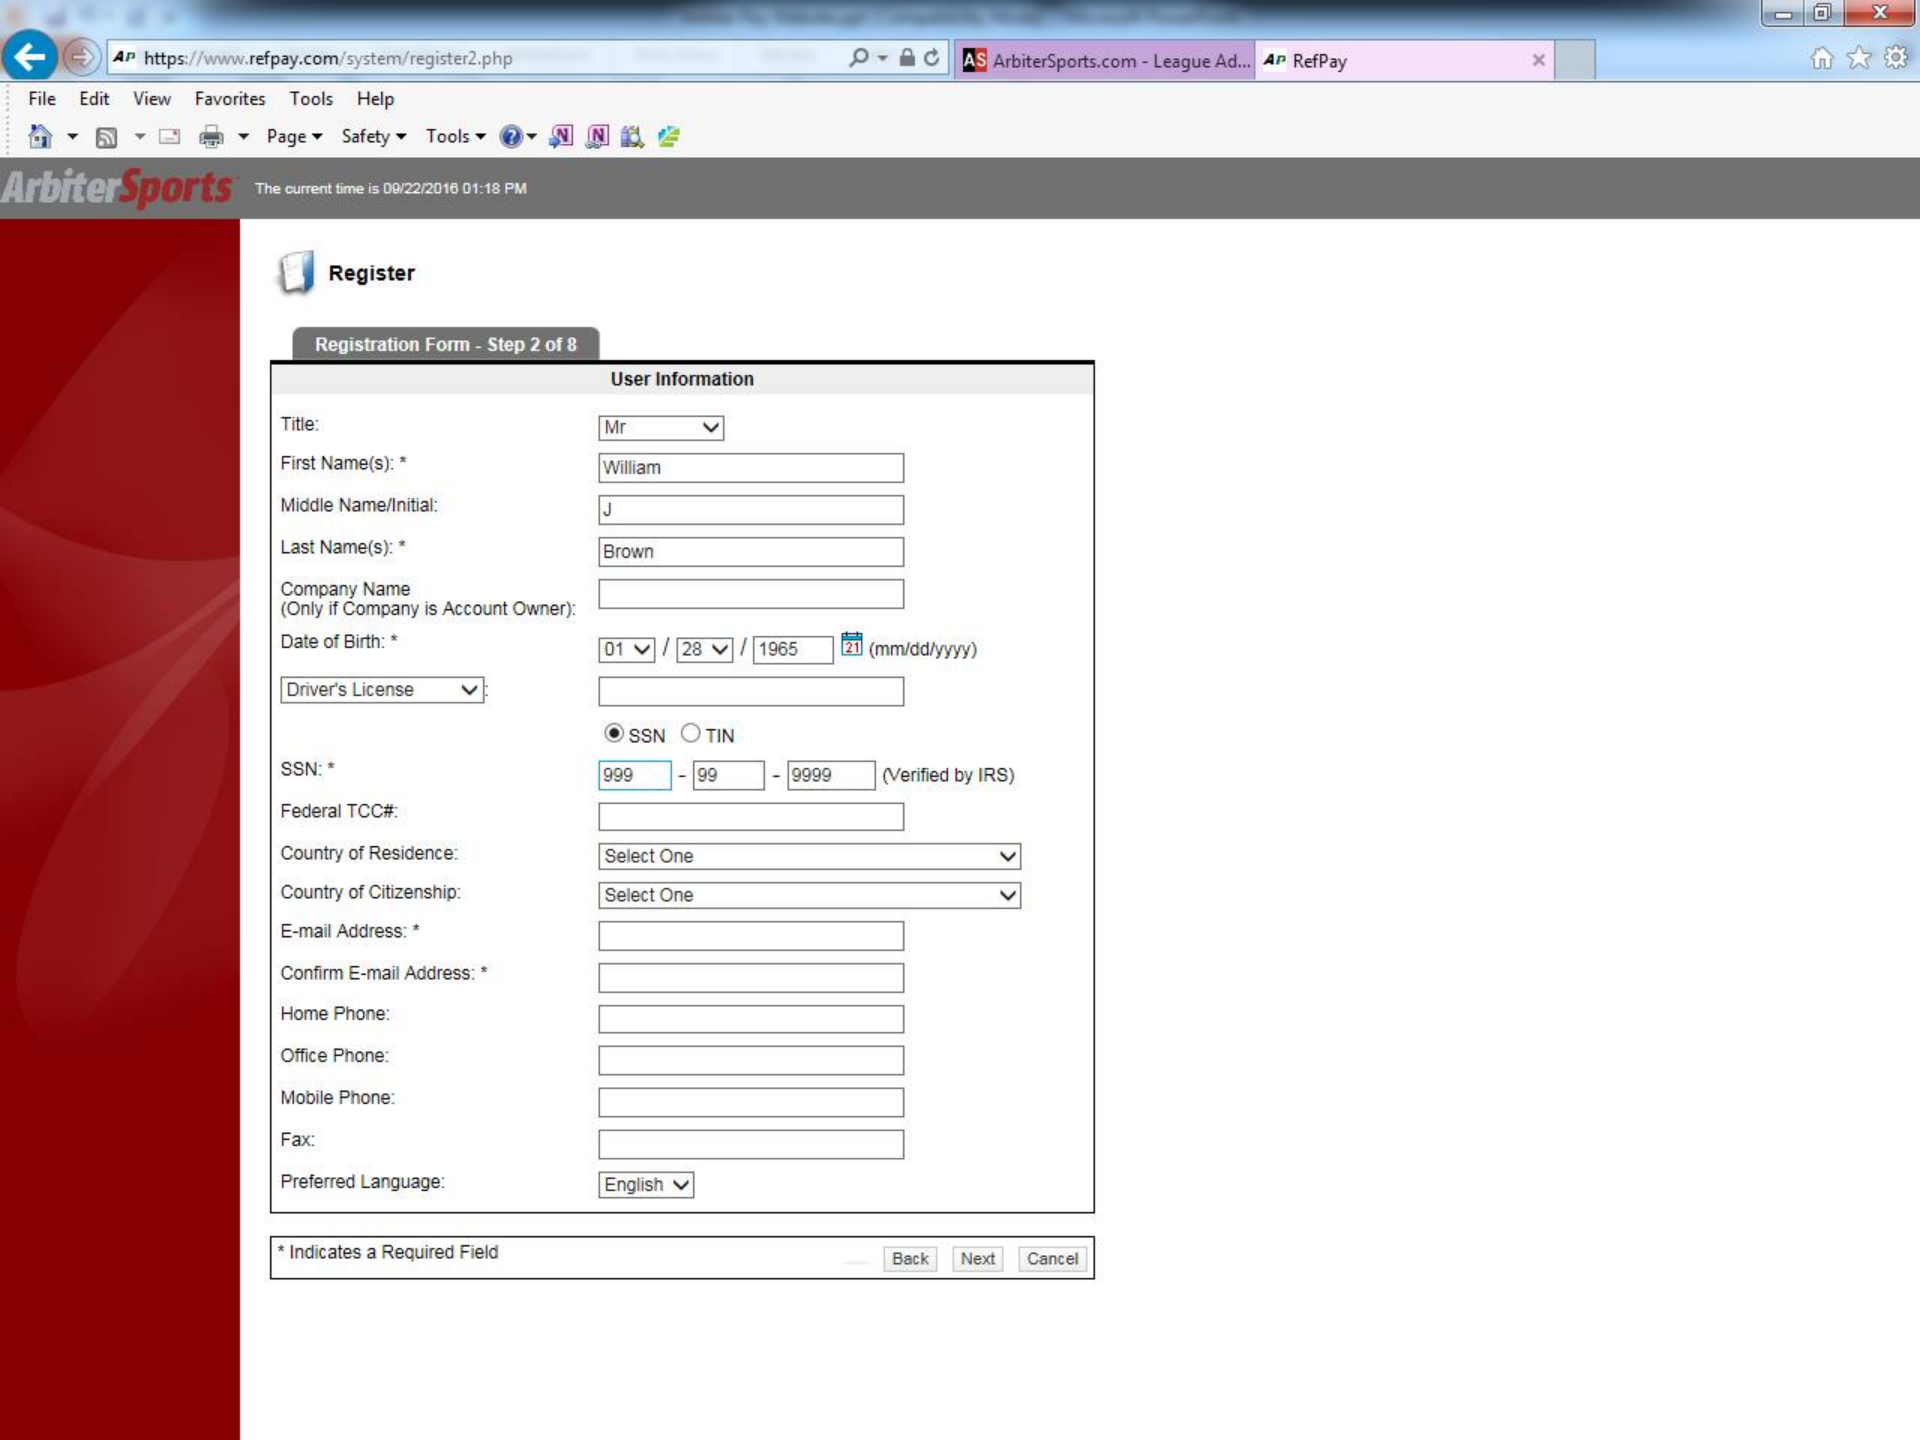 https://www.refpay.com/system/register2.php
AS ArbiterSports.com - League Ad...
AP RefPay
File Edit View Favorites Tools Help
Page Safety Tools
ArbiterSports The current time is 09/22/2016 01:18 PM
Register
Registration Form - Step 2 of 8
User Information
Title: Mr
First Name(s): * William
Middle Name/Initial: J
Last Name(s): * Brown
Company Name
(Only if Company is Account Owner):
Date of Birth: * 01 / 28 / 1965 21 (mm/dd/yyyy)
Driver's License :
SSN TIN
SSN: * 999 - 99 - 9999 (Verified by IRS)
Federal TCC#:
Country of Residence: Select One
Country of Citizenship: Select One
E-mail Address: *
Confirm E-mail Address: *
Home Phone:
Office Phone:
Mobile Phone:
Fax:
Preferred Language: English
* Indicates a Required Field Back Next Cancel